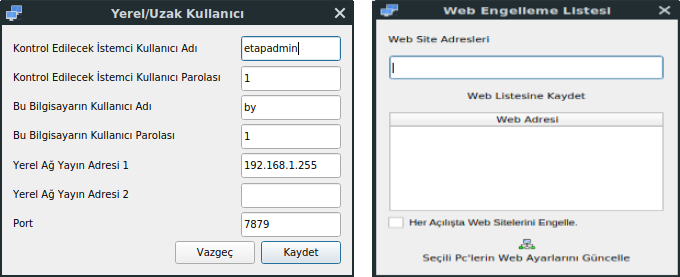 Yerel/Uzak Kullanıcı
Kontrol Edilecek İstemci Kullanıcı Adı etapadmin
Kontrol Edilecek İstemci Kullanıcı Parolası 1
Bu Bilgisayarın Kullanıcı Adı by
Bu Bilgisayarın Kullanıcı Parolası 1
Yerel Ağ Yayın Adresi 1 192.168.1.255
Yerel Ağ Yayın Adresi 2
Port 7879
Vazgeç Kaydet
Web Engelleme Listesi
Web Site Adresleri
Web Listesine Kaydet
Web Adresi
Her Açılışta Web Sitelerini Engelle.
Seçili Pc'lerin Web Ayarlarını Güncelle